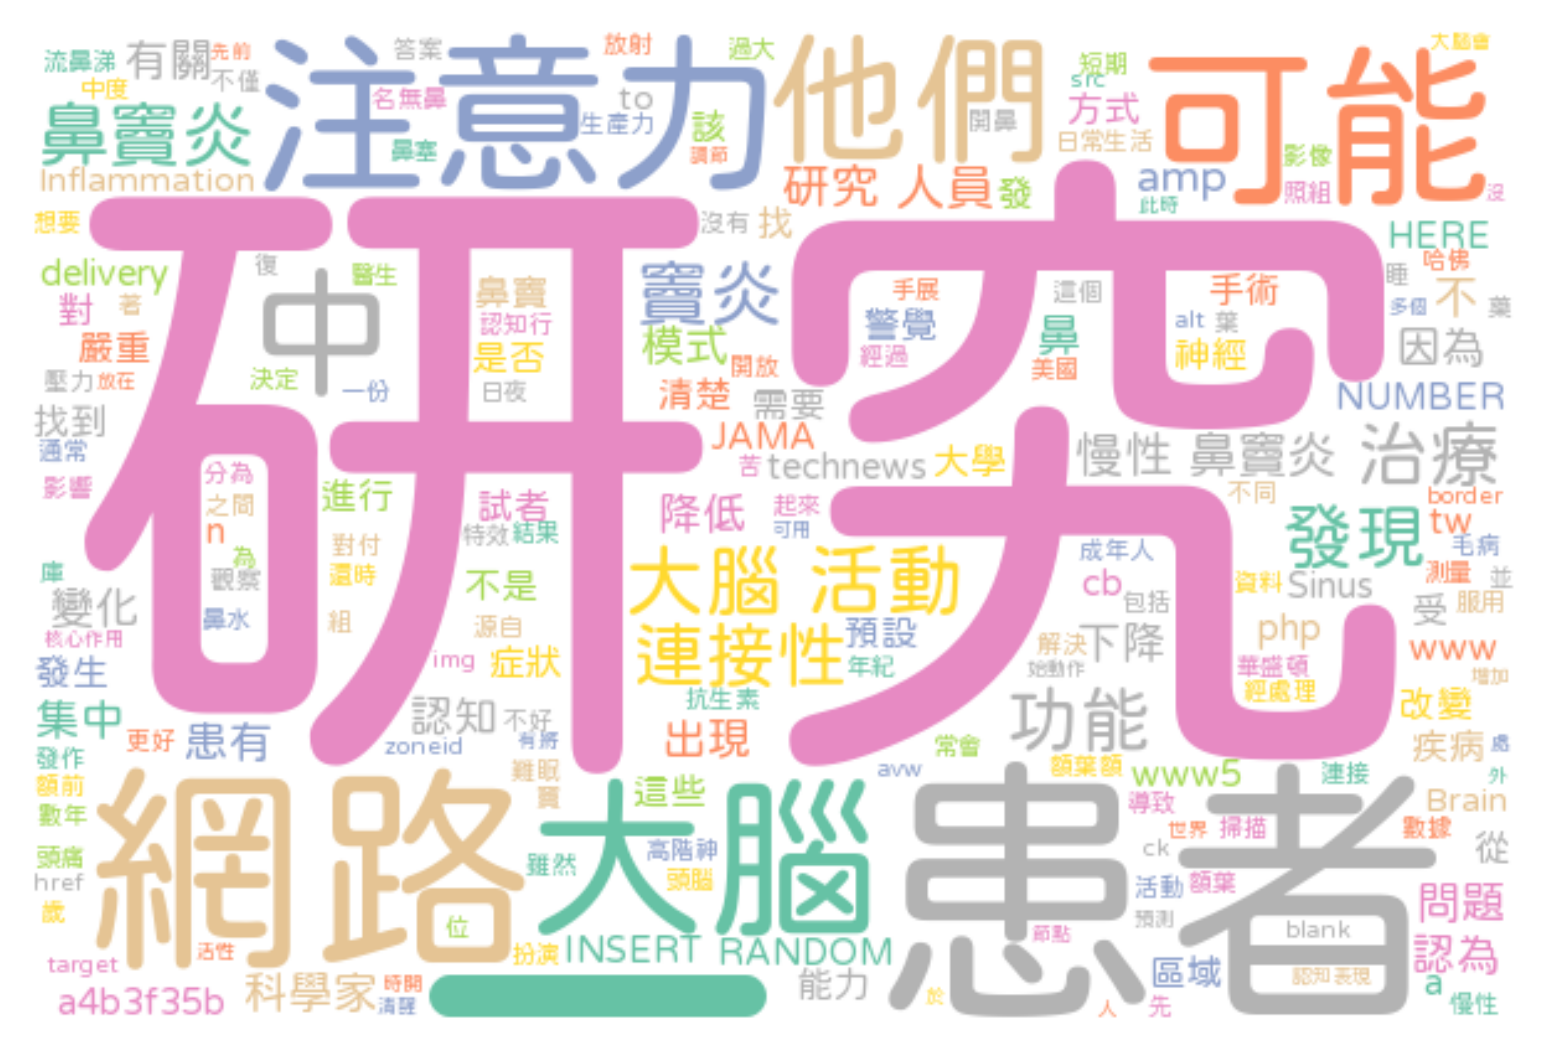 流鼻涕 有關 先前 注意力 答案 放射 過大 他們 短期 可能 大腦會
中度 不僅 名無鼻 to src 方式
鼻竇炎 鼻塞 生產力 該 開鼻 日常生活
Inflammation 調節 研究 人員 發 amp 影像
想要 研究 沒有 找 此時 照組 沒
delivery 復 醫生 鼻竇 竇炎 手展 這個 手術 HERE
對 著 中 認知行 警覺 鼻 alt 葉 哈佛 睡 不 藥 多個
嚴重 是否 模式 開放 經過 美國 神經 因為
壓力 放在 決定 一份 日夜 清楚 需要 NUMBER
找到 JAMA 慢性 鼻竇炎 治療
通常 分為 苦 technews 大學
影響 之間 進行 試者 降低 起來 不同 border
n 特效 結果 可用 發現 tw
為 對付 成年人 毛病
庫 觀察 還時 不是 大腦 活動 cb 資料 Sinus 測量 並
變化 鼻水 組 源自 連接性 預設 包括 受 服用
核心作用 img 症狀 年紀 解決 下降 php www
發生 始動作 華盛頓 增加
集中 認知 不好 抗生素 功能 經處理 改變
更好 患有 zoneid 有將 出現 常會 疾病 處
發作 難眠 avw 額葉額 www5 連接 外
額前 網路 竇 這些 大腦 患者 導致 Brain
數年 世界 掃描 數據
頭痛 雖然 高階神 ck 從
href 頭腦 活動 額葉 問題
歲 位 預測 blank
活性 扮演 INSERT RANDOM 節點
target 科學家 時間 能力 區域 認知表現 認為
a4b3f35b 清醒 一 於 人 先 a 慢性